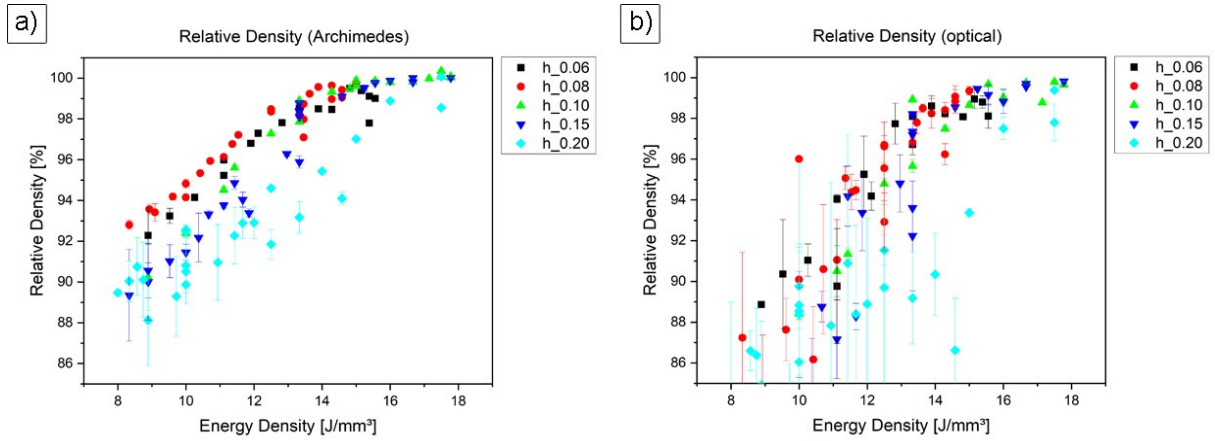 a)
Relative Density (Archimedes)
h_0.06
h_0.08
h_0.10
h_0.15
h_0.20
100
98
96
94
92
90
88
86
Relative Density [%]
8 10 12 14 16 18
Energy Density [J/mm³]
b)
Relative Density (optical)
h_0.06
h_0.08
h_0.10
h_0.15
h_0.20
100
98
96
94
92
90
88
86
Relative Density [%]
8 10 12 14 16 18
Energy Density [J/mm³]